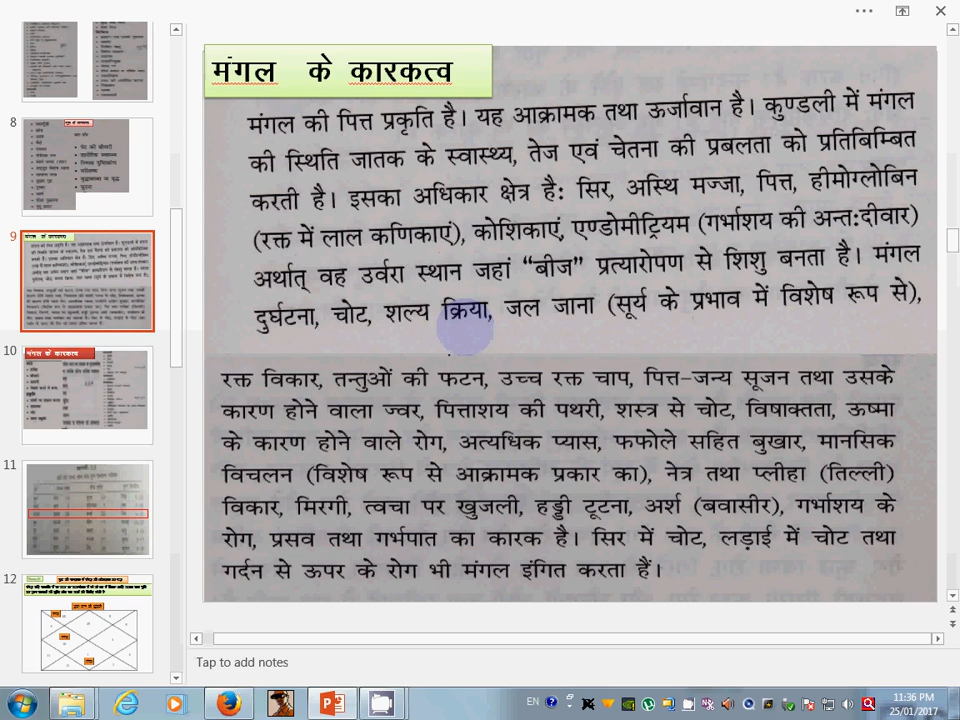 मंगल के कारकत्व
मंगल की पित्त प्रकृति है। यह आक्रामक तथा ऊर्जावान है। कुण्डली में मंगल
की स्थिति जातक के स्वास्थ्य, तेज एवं चेतना की प्रबलता को प्रतिबिम्बित
करती है। इसका अधिकार क्षेत्र है: सिर, अस्थि मज्जा, पित्त, हीमोग्लोबिन
(रक्त में लाल कणिकाएं), कोशिकाएं, एण्डोमीट्रियम (गर्भाशय की अन्त:दीवार)
अर्थात् वह उर्वरा स्थान जहां “बीज” प्रत्यारोपण से शिशु बनता है। मंगल
दुर्घटना, चोट, शल्य क्रिया, जल जाना (सूर्य के प्रभाव में विशेष रूप से),
रक्त विकार, तन्तुओं की फटन, उच्च रक्त चाप, पित्त-जन्य सूजन तथा उसके
कारण होने वाला ज्वर, पित्ताशय की पथरी, शस्त्र से चोट, विषाक्तता, ऊष्मा
के कारण होने वाले रोग, अत्यधिक प्यास, फफोले सहित बुखार, मानसिक
विचलन (विशेष रूप से आक्रामक प्रकार का), नेत्र तथा प्लीहा (तिल्ली)
विकार, मिरगी, त्वचा पर खुजली, हड्डी टूटना, अर्श (बवासीर), गर्भाशय के
रोग, प्रसव तथा गर्भपात का कारक है। सिर में चोट, लड़ाई में चोट तथा
गर्दन से ऊपर के रोग भी मंगल इंगित करता हैं।
8
9
10
मंगल के कारकत्व
11
12
Tap to add notes
EN
11:36 PM
25/01/2017